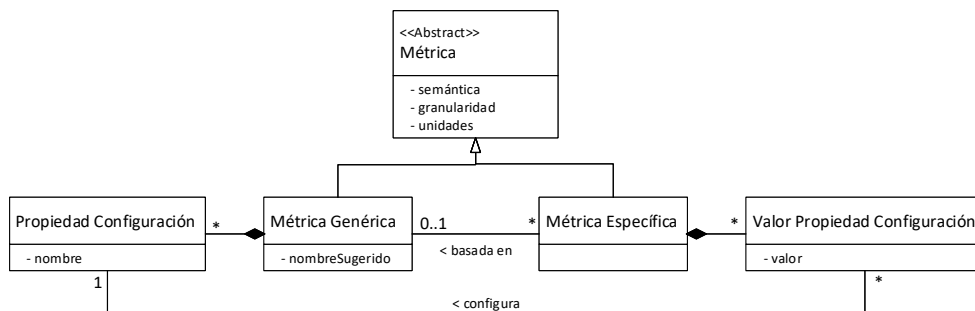 <<Abstract>>
Métrica
- semántica
- granularidad
- unidades
Propiedad Configuración
- nombre
1
*
Métrica Genérica
- nombreSugerido
0..1
*
< basada en
Métrica Específica
*
Valor Propiedad Configuración
- valor
*
< configura